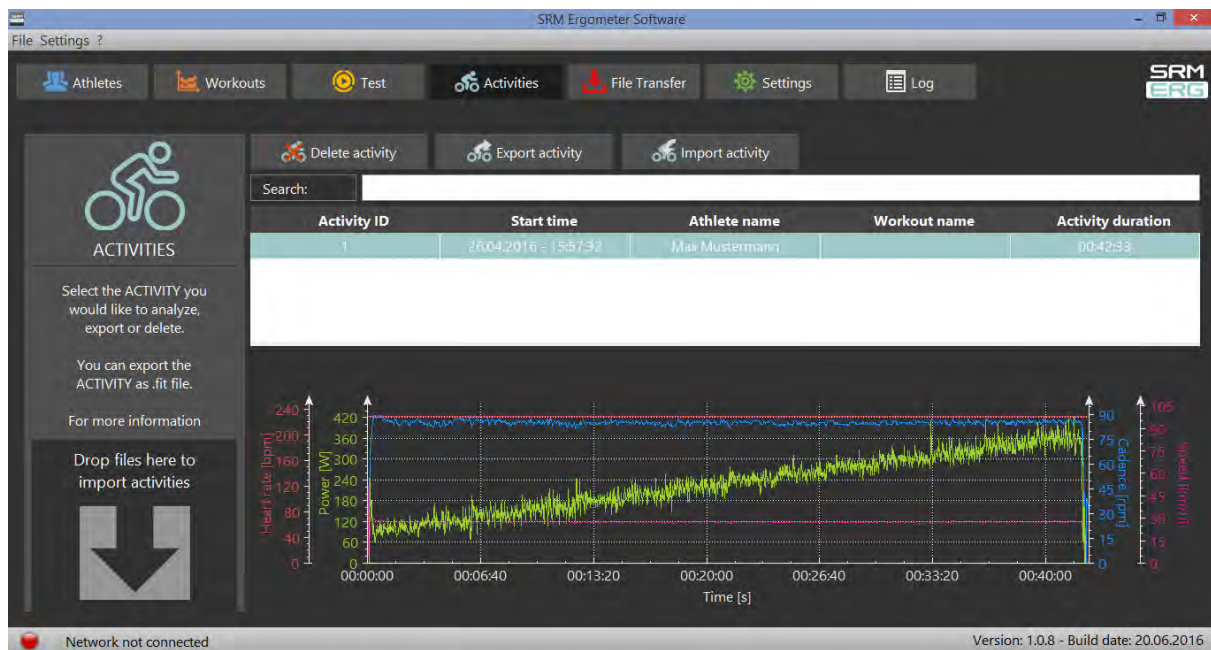 SRM Ergometer Software
File Settings ?
Athletes Workouts Test Activities File Transfer Settings Log
SRM
ERG
Delete activity Export activity Import activity
Search:
Activity ID Start time Athlete name Workout name Activity duration
1 26.04.2016 - 15:57:32 Max Mustermann 00:42:33
ACTIVITIES
Select the ACTIVITY you
would like to analyze,
export or delete.
You can export the
ACTIVITY as .fit file.
For more information
Drop files here to
import activities
Heart rate [bpm]
240
200
160
120
80
40
0
Power [W]
420
360
300
240
180
120
60
0
90
75
60
45
30
15
0
Cadence [rpm]
105
90
75
60
45
30
15
0
Speed [km/h]
00:00:00 00:06:40 00:13:20 00:20:00 00:26:40 00:33:20 00:40:00
Time [s]
Network not connected Version: 1.0.8 - Build date: 20.06.2016